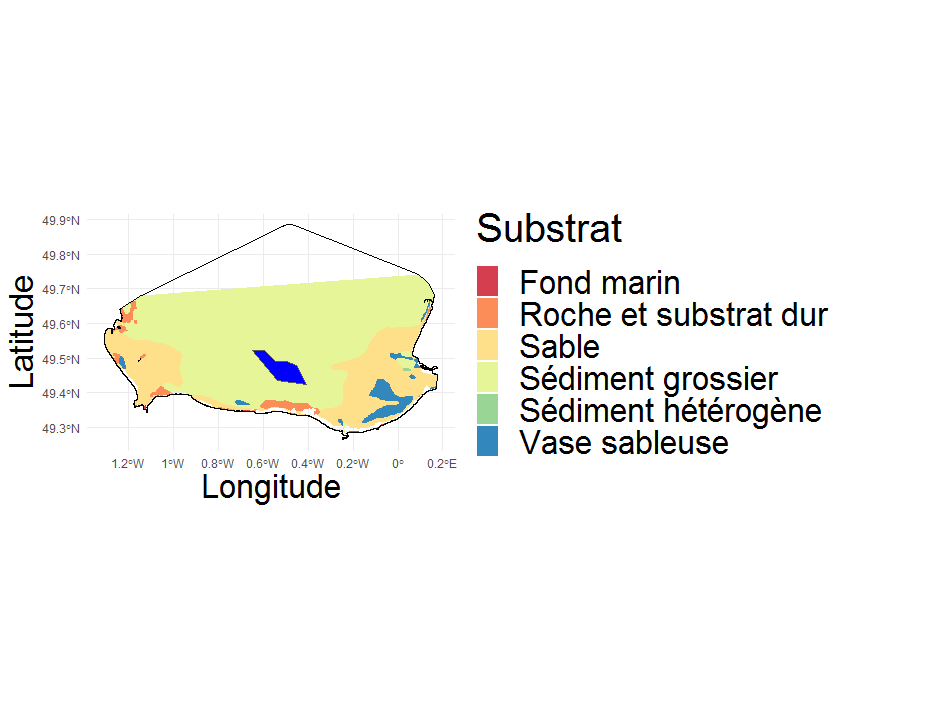 Substrat
Fond marin
Roche et substrat dur
Sable
Sédiment grossier
Sédiment hétérogène
Vase sableuse
Latitude
49.9°N
49.8°N
49.7°N
49.6°N
49.5°N
49.4°N
49.3°N
1.2°W 1°W 0.8°W 0.6°W 0.4°W 0.2°W 0° 0.2°E
Longitude